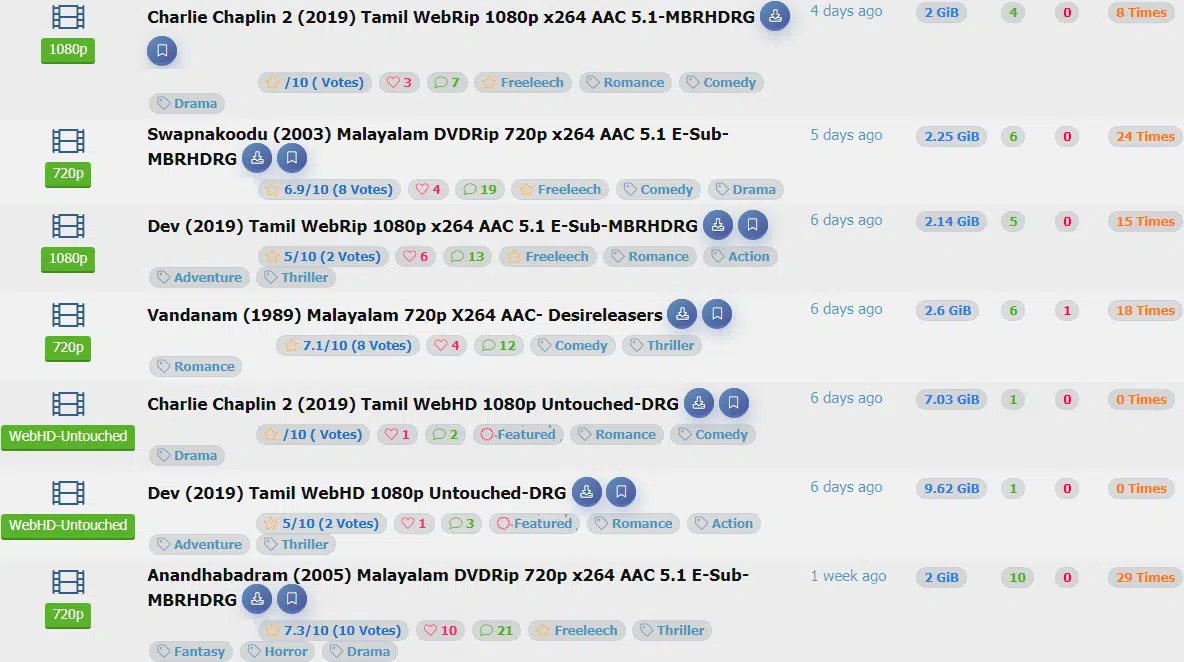 Charlie Chaplin 2 (2019) Tamil WebRip 1080p x264 AAC 5.1-MBRHDRG 4 days ago 2 GiB 4 0 8 Times
1080p
/10 ( Votes) 3 7 Freeleech Romance Comedy
Drama
Swapnakoodu (2003) Malayalam DVDRip 720p x264 AAC 5.1 E-Sub- 5 days ago 2.25 GiB 6 0 24 Times
MBRHDRG
720p
6.9/10 (8 Votes) 4 19 Freeleech Comedy Drama
Dev (2019) Tamil WebRip 1080p x264 AAC 5.1 E-Sub-MBRHDRG 6 days ago 2.14 GiB 5 0 15 Times
1080p
5/10 (2 Votes) 6 13 Freeleech Romance Action
Adventure Thriller
Vandanam (1989) Malayalam 720p X264 AAC- Desireleasers 6 days ago 2.6 GiB 6 1 18 Times
720p
7.1/10 (8 Votes) 4 12 Comedy Thriller
Romance
Charlie Chaplin 2 (2019) Tamil WebHD 1080p Untouched-DRG 6 days ago 7.03 GiB 1 0 0 Times
WebHD-Untouched
/10 ( Votes) 1 2 Featured Romance Comedy
Drama
Dev (2019) Tamil WebHD 1080p Untouched-DRG 6 days ago 9.62 GiB 1 0 0 Times
WebHD-Untouched
5/10 (2 Votes) 1 3 Featured Romance Action
Adventure Thriller
Anandhabadram (2005) Malayalam DVDRip 720p x264 AAC 5.1 E-Sub- 1 week ago 2 GiB 10 0 29 Times
MBRHDRG
720p
7.3/10 (10 Votes) 10 21 Freeleech Thriller
Fantasy Horror Drama